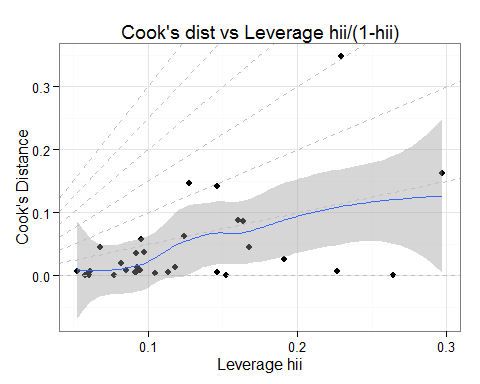 Cook's dist vs Leverage hii/(1-hii)
Cook's Distance
0.3
0.2
0.1
0.0
0.1 0.2 0.3
Leverage hii